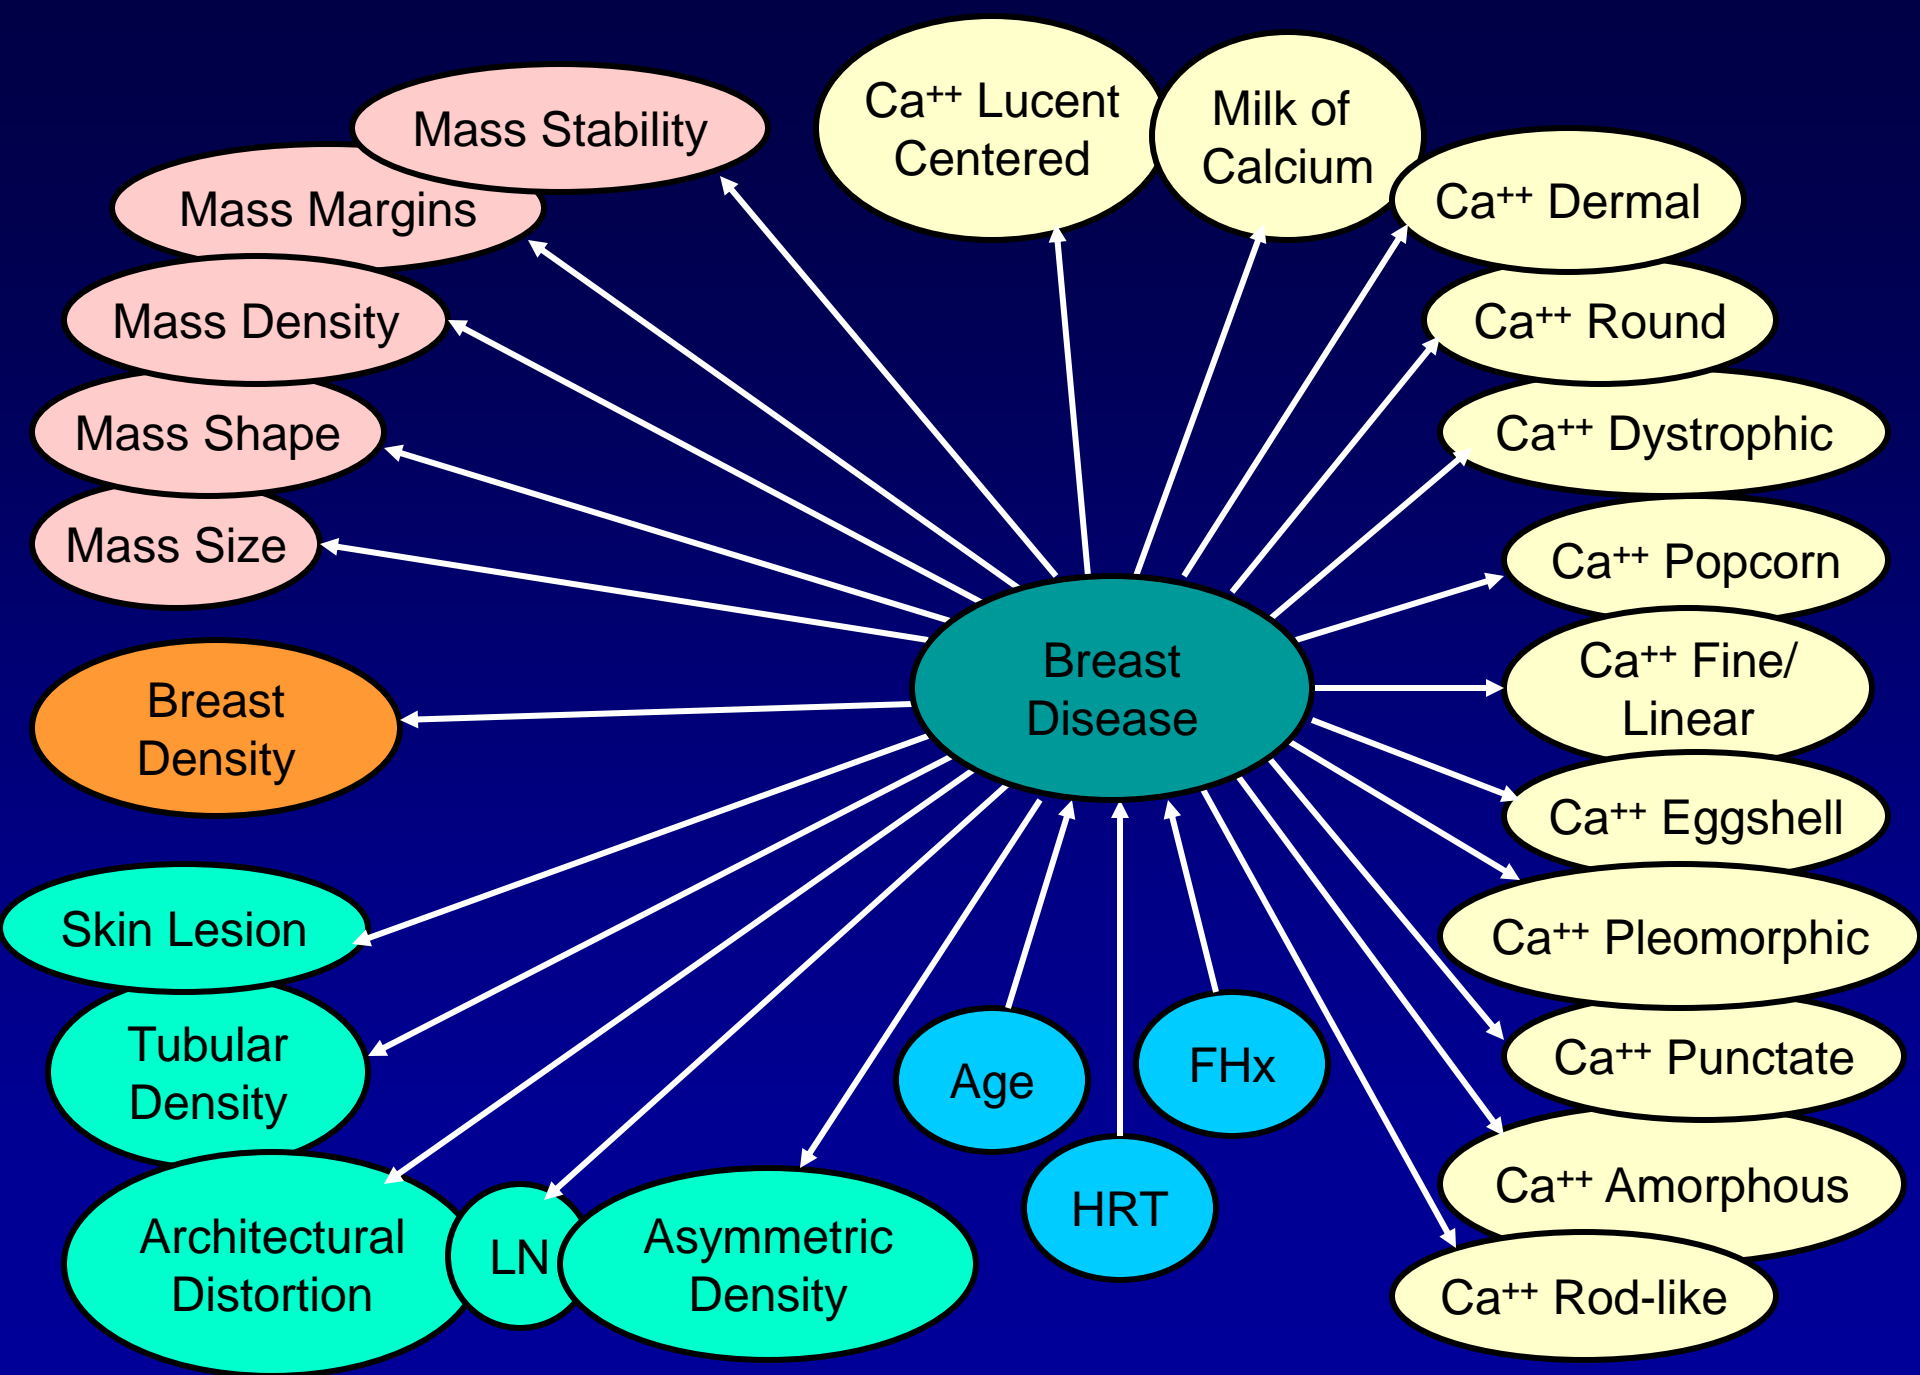 Mass Stability
Mass Margins
Mass Density
Mass Shape
Mass Size
Breast
Density
Skin Lesion
Tubular
Density
Architectural
Distortion
LN
Asymmetric
Density
Breast
Disease
Age
HRT
FHx
Ca⁺⁺ Lucent
Centered
Milk of
Calcium
Ca⁺⁺ Dermal
Ca⁺⁺ Round
Ca⁺⁺ Dystrophic
Ca⁺⁺ Popcorn
Ca⁺⁺ Fine/
Linear
Ca⁺⁺ Eggshell
Ca⁺⁺ Pleomorphic
Ca⁺⁺ Punctate
Ca⁺⁺ Amorphous
Ca⁺⁺ Rod-like